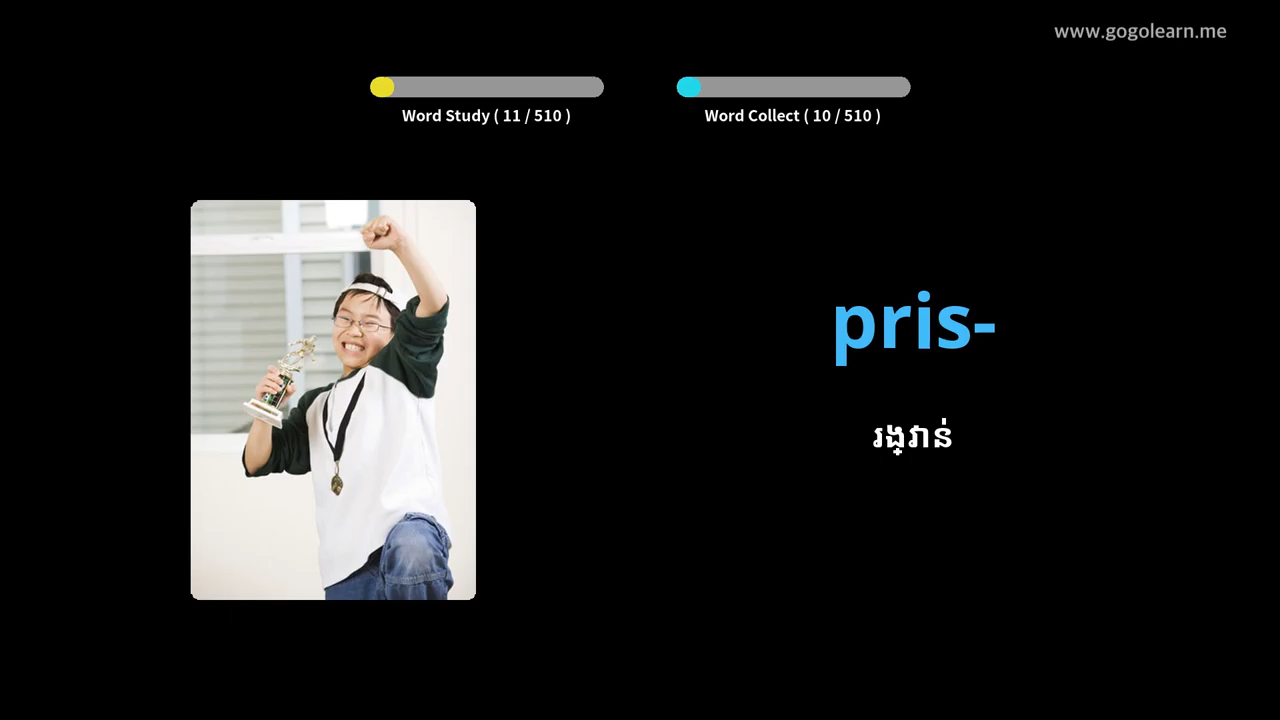 www.gogolearn.me
Word Study ( 11 / 510 )
Word Collect ( 10 / 510 )
pris-
រង្វាន់